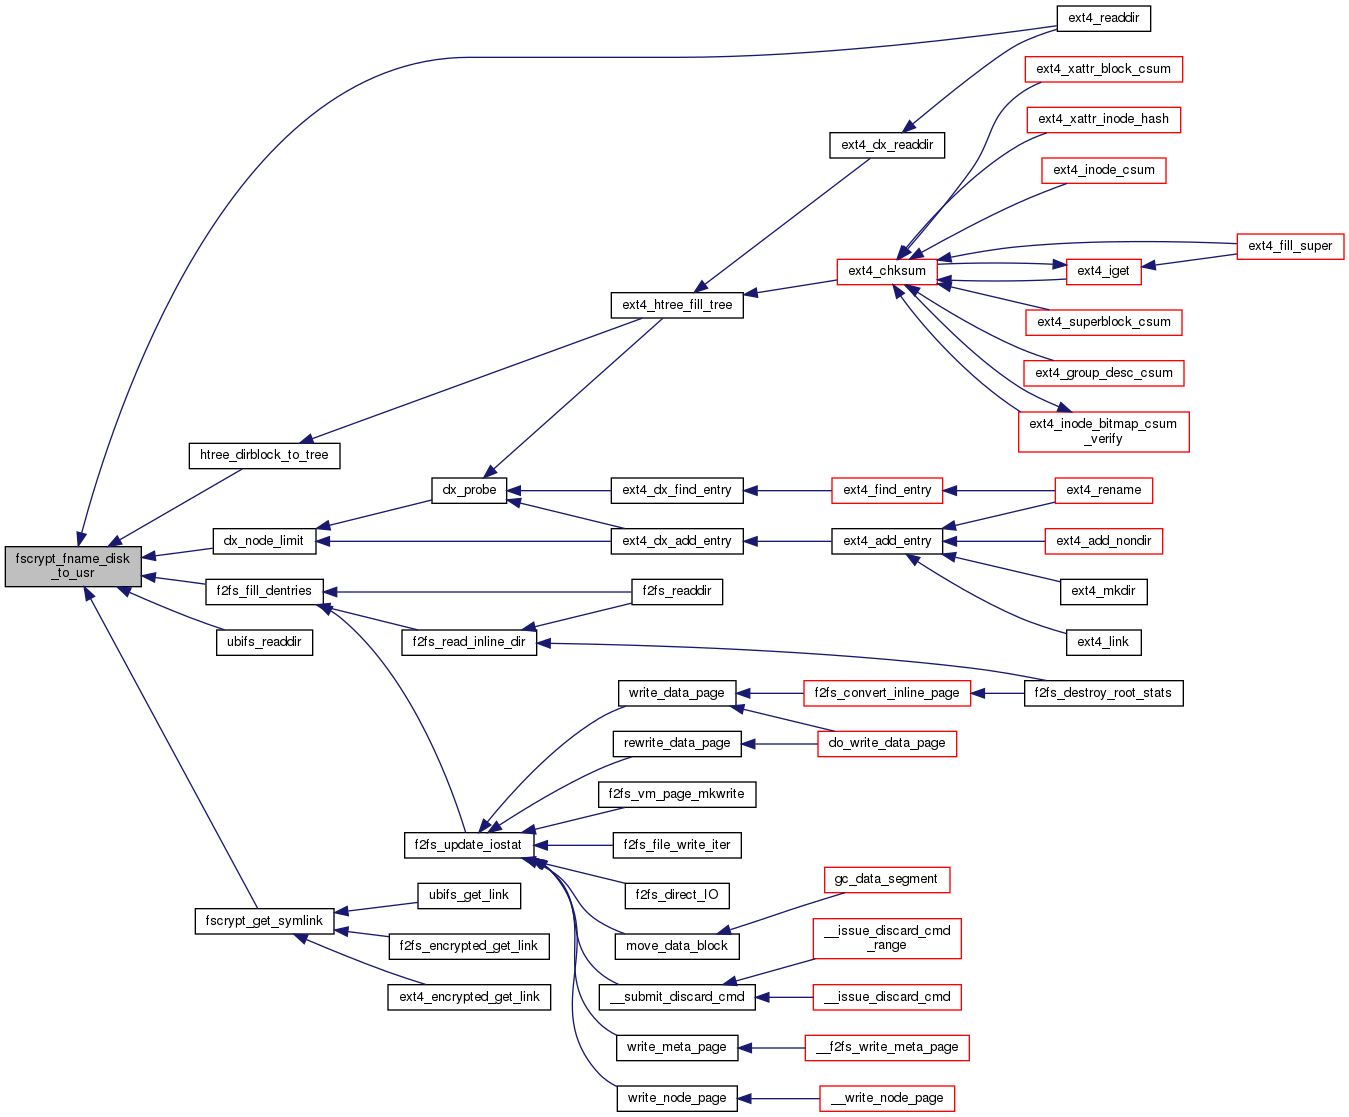 ext4_readdir
ext4_xattr_block_csum
ext4_xattr_inode_hash
ext4_dx_readdir
ext4_inode_csum
ext4_fill_super
ext4_chksum
ext4_iget
ext4_htree_fill_tree
ext4_superblock_csum
ext4_group_desc_csum
ext4_inode_bitmap_csum
_verify
htree_dirblock_to_tree
dx_probe
ext4_dx_find_entry
ext4_find_entry
ext4_rename
dx_node_limit
ext4_dx_add_entry
ext4_add_entry
ext4_add_nondir
fscrypt_fname_disk
_to_usr
f2fs_fill_dentries
f2fs_readdir
ext4_mkdir
ubifs_readdir
f2fs_read_inline_dir
ext4_link
write_data_page
f2fs_convert_inline_page
f2fs_destroy_root_stats
rewrite_data_page
do_write_data_page
f2fs_vm_page_mkwrite
f2fs_update_iostat
f2fs_file_write_iter
gc_data_segment
ubifs_get_link
f2fs_direct_IO
fscrypt_get_symlink
__issue_discard_cmd
_range
f2fs_encrypted_get_link
move_data_block
ext4_encrypted_get_link
__submit_discard_cmd
__issue_discard_cmd
write_meta_page
__f2fs_write_meta_page
write_node_page
__write_node_page